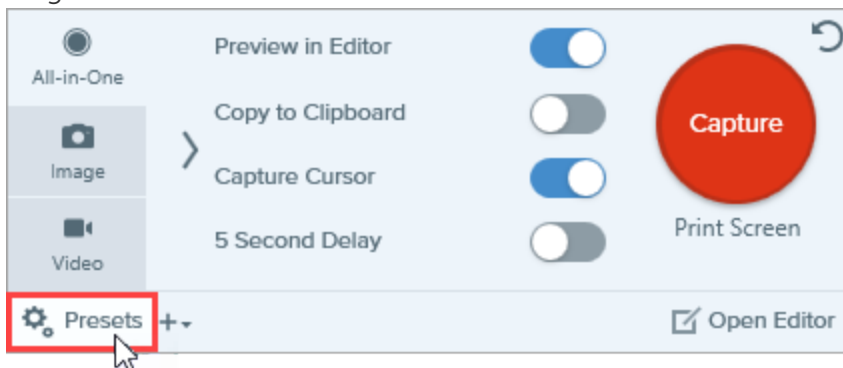 All-in-One
Image
Video
Preview in Editor
Copy to Clipboard
Capture Cursor
5 Second Delay
Capture
Print Screen
Presets
Open Editor